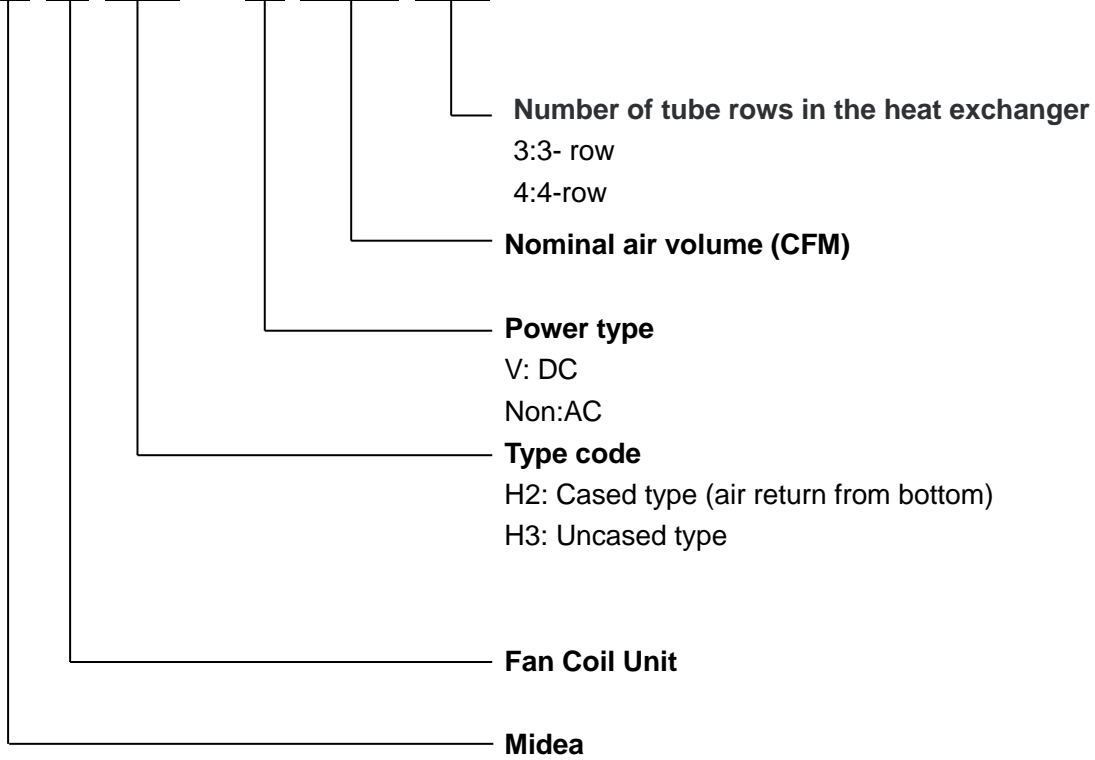 Number of tube rows in the heat exchanger
3:3- row
4:4-row
Nominal air volume (CFM)
Power type
V: DC
Non:AC
Type code
H2: Cased type (air return from bottom)
H3: Uncased type
Fan Coil Unit
Midea